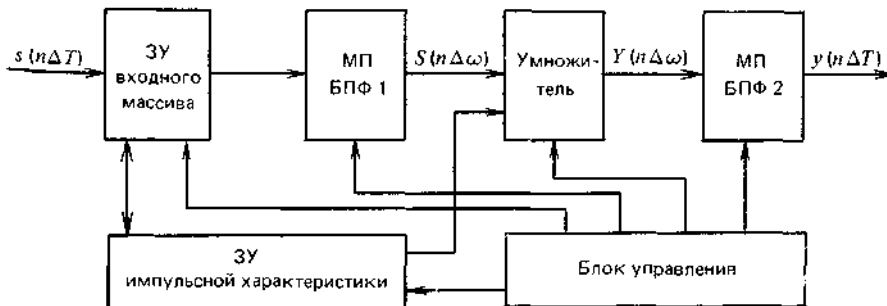 s(nΔT)
ЗУ
входного
массива
МП
БПФ 1
S(nΔω)
Умножи-
тель
Y(nΔω)
МП
БПФ 2
y(nΔT)
ЗУ
импульсной характеристики
Блок управления